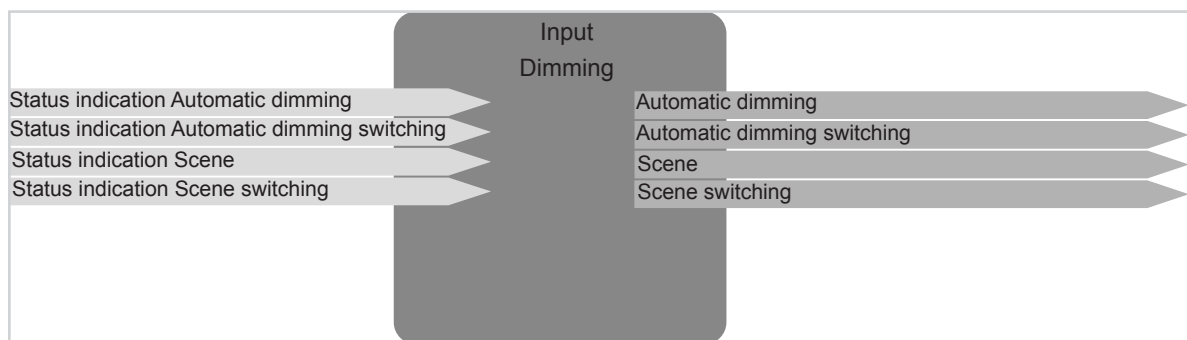 Input
Dimming
Status indication Automatic dimming
Status indication Automatic dimming switching
Status indication Scene
Status indication Scene switching
Automatic dimming
Automatic dimming switching
Scene
Scene switching